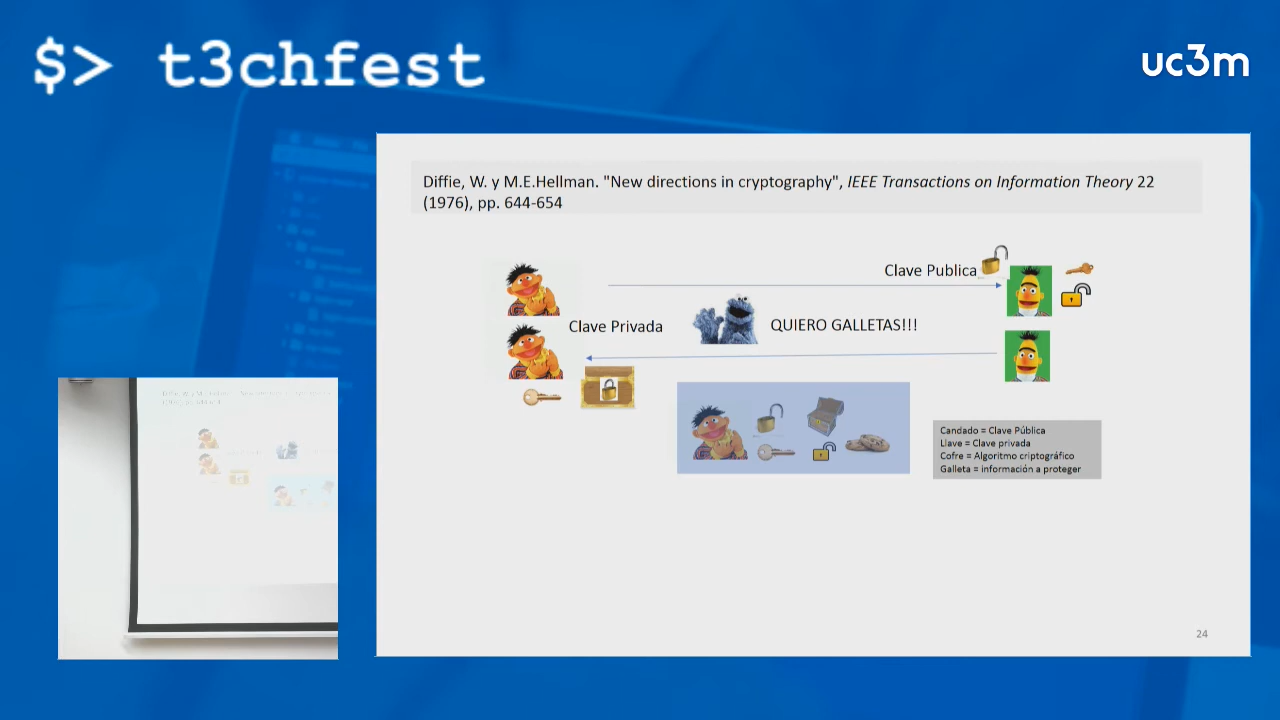 $> t3chfest
uc3m
Diffie, W. y M.E.Hellman. "New directions in cryptography", IEEE Transactions on Information Theory 22
(1976), pp. 644-654
Clave Publica
Clave Privada
QUIERO GALLETAS!!!
Candado = Clave Pública
Llave = Clave privada
Cofre = Algoritmo criptográfico
Galleta = información a proteger
24